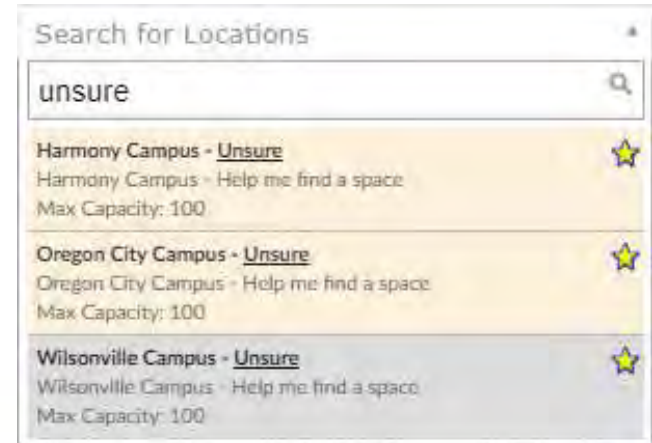 Search for Locations
unsure
Harmony Campus - Unsure
Harmony Campus - Help me find a space
Max Capacity: 100
Oregon City Campus - Unsure
Oregon City Campus - Help me find a space
Max Capacity: 100
Wilsonville Campus - Unsure
Wilsonville Campus - Help me find a space
Max Capacity: 100